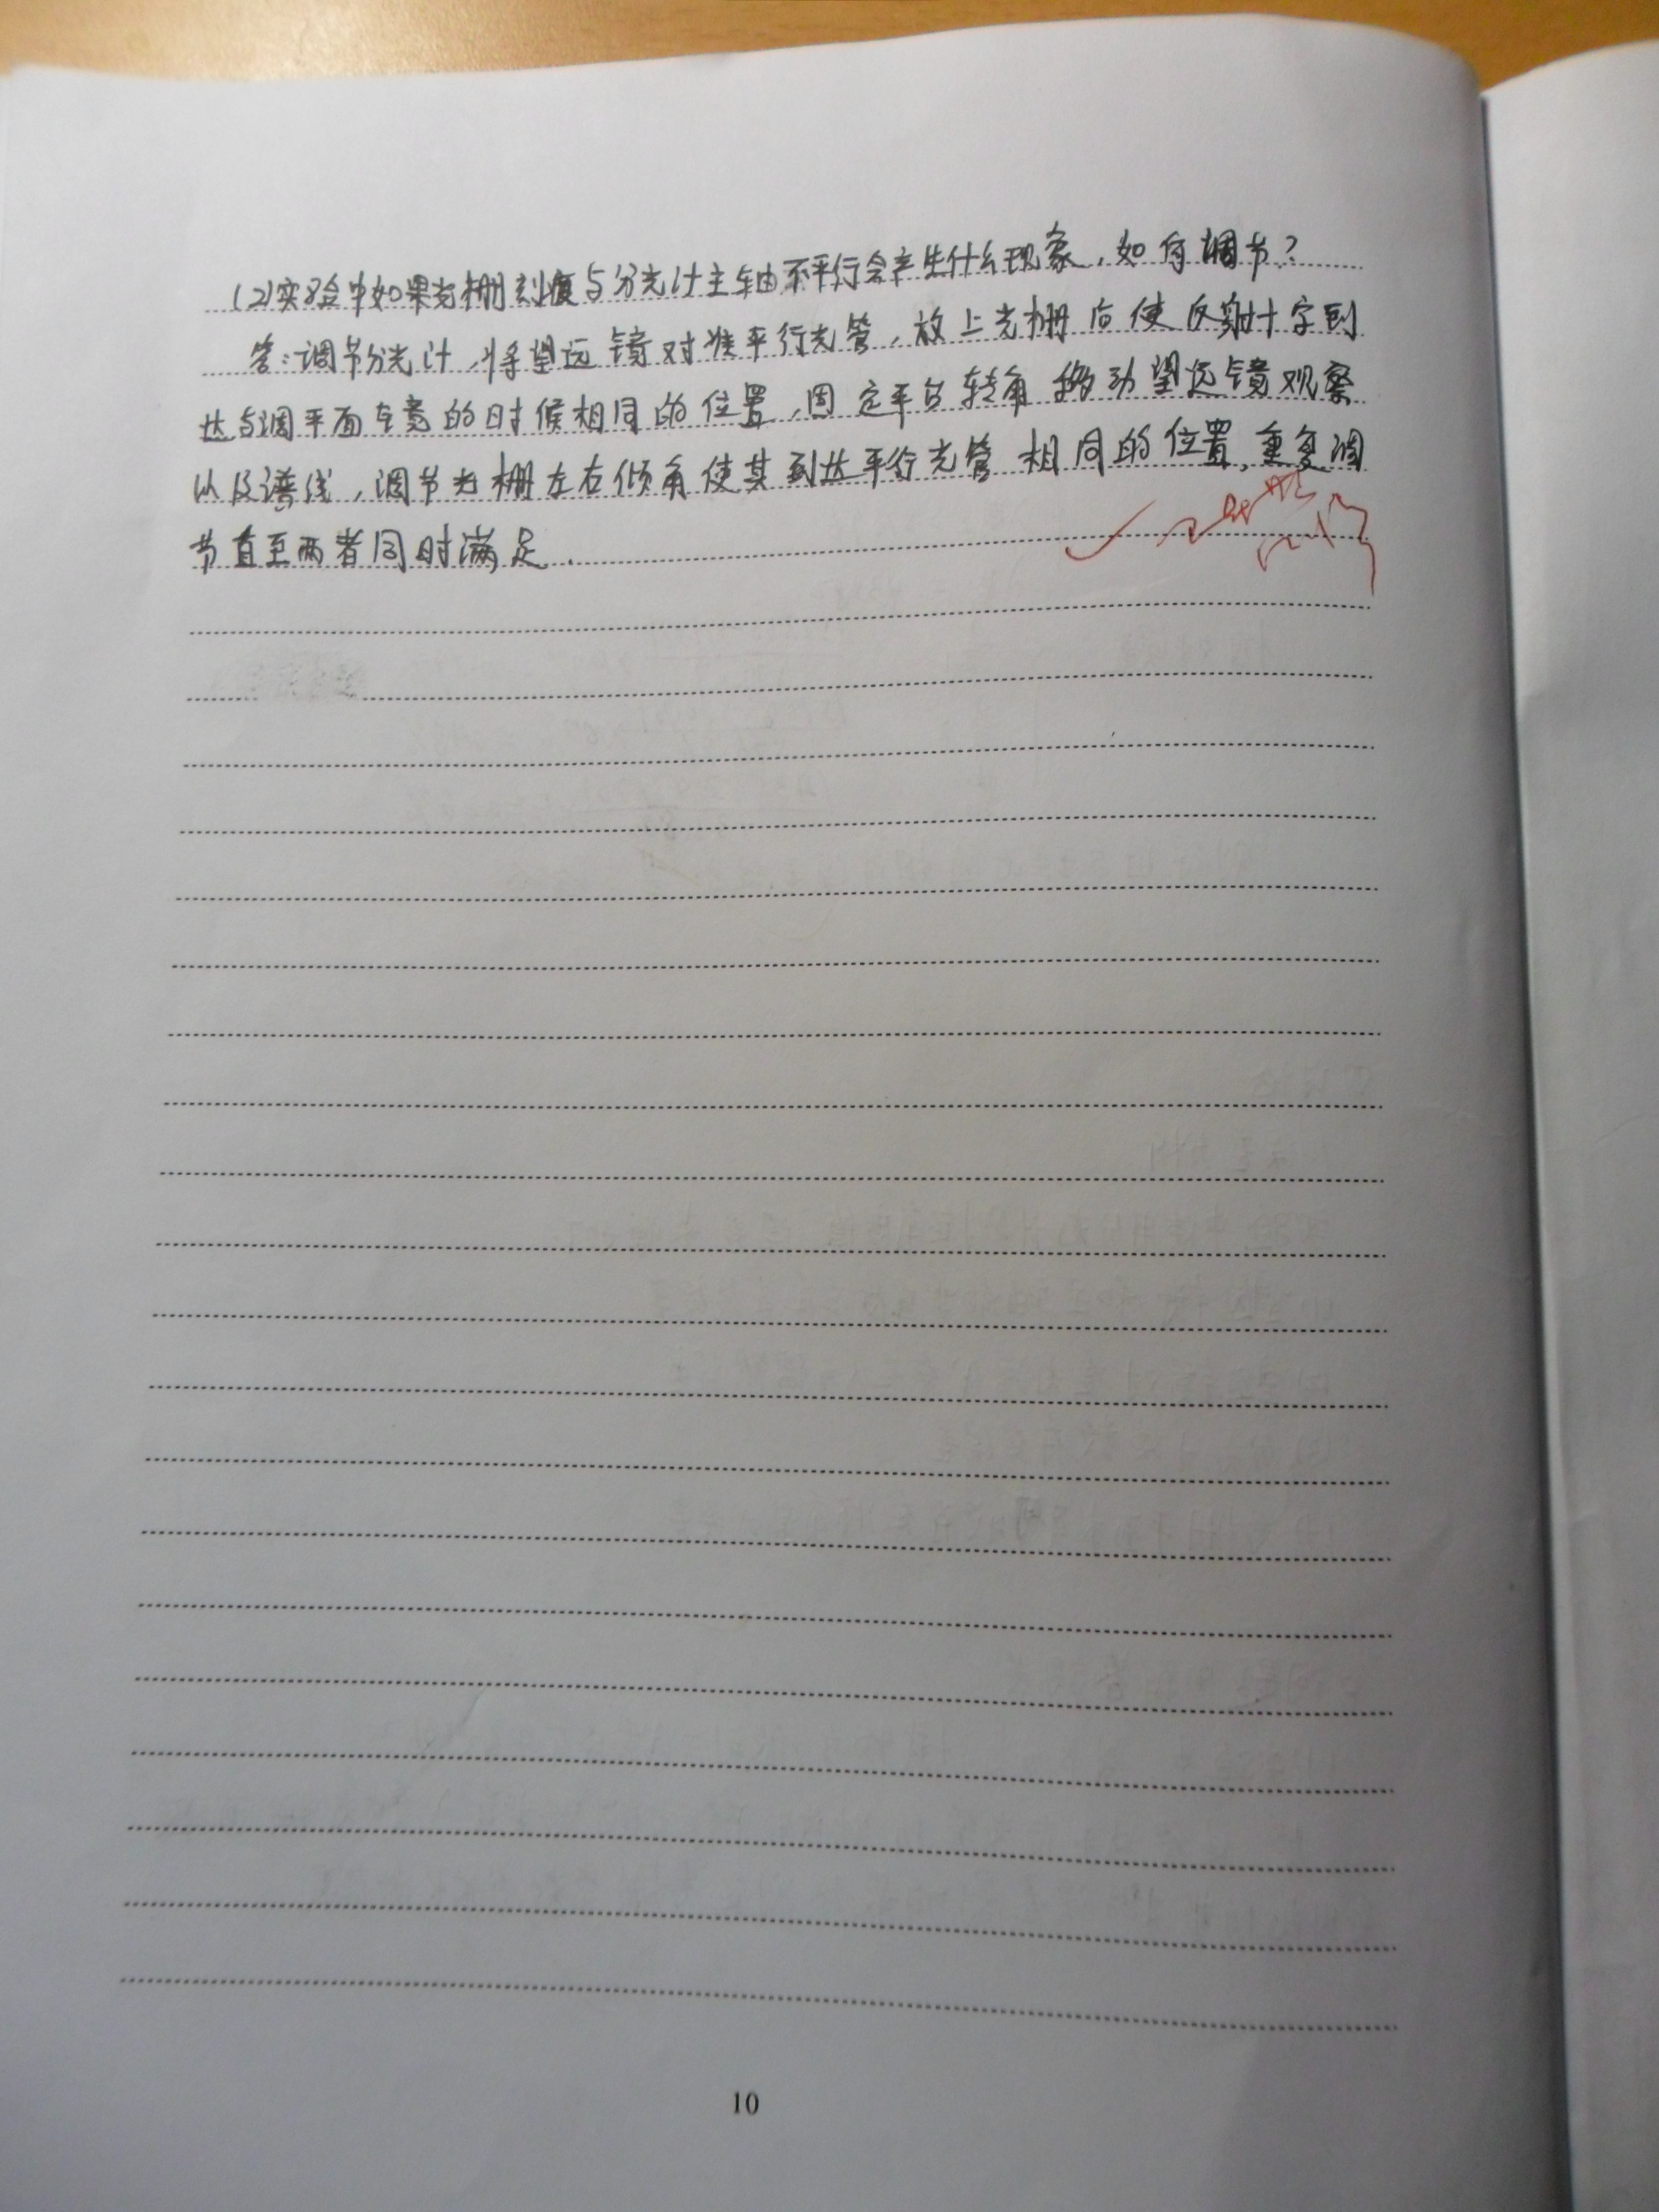 (2)实验中如果光栅刻痕与分光计主轴不平行会产生什么现象，如何调节？
答：调节分光计，将望远镜对准平行光管，放上光栅后使反射十字到
达与调平面镜的时候相同的位置，固定平台转角移动望远镜观察
以及谱线，调节光栅左右倾角使其到达平行光管相同的位置，重复调
节直至两者同时满足．
10